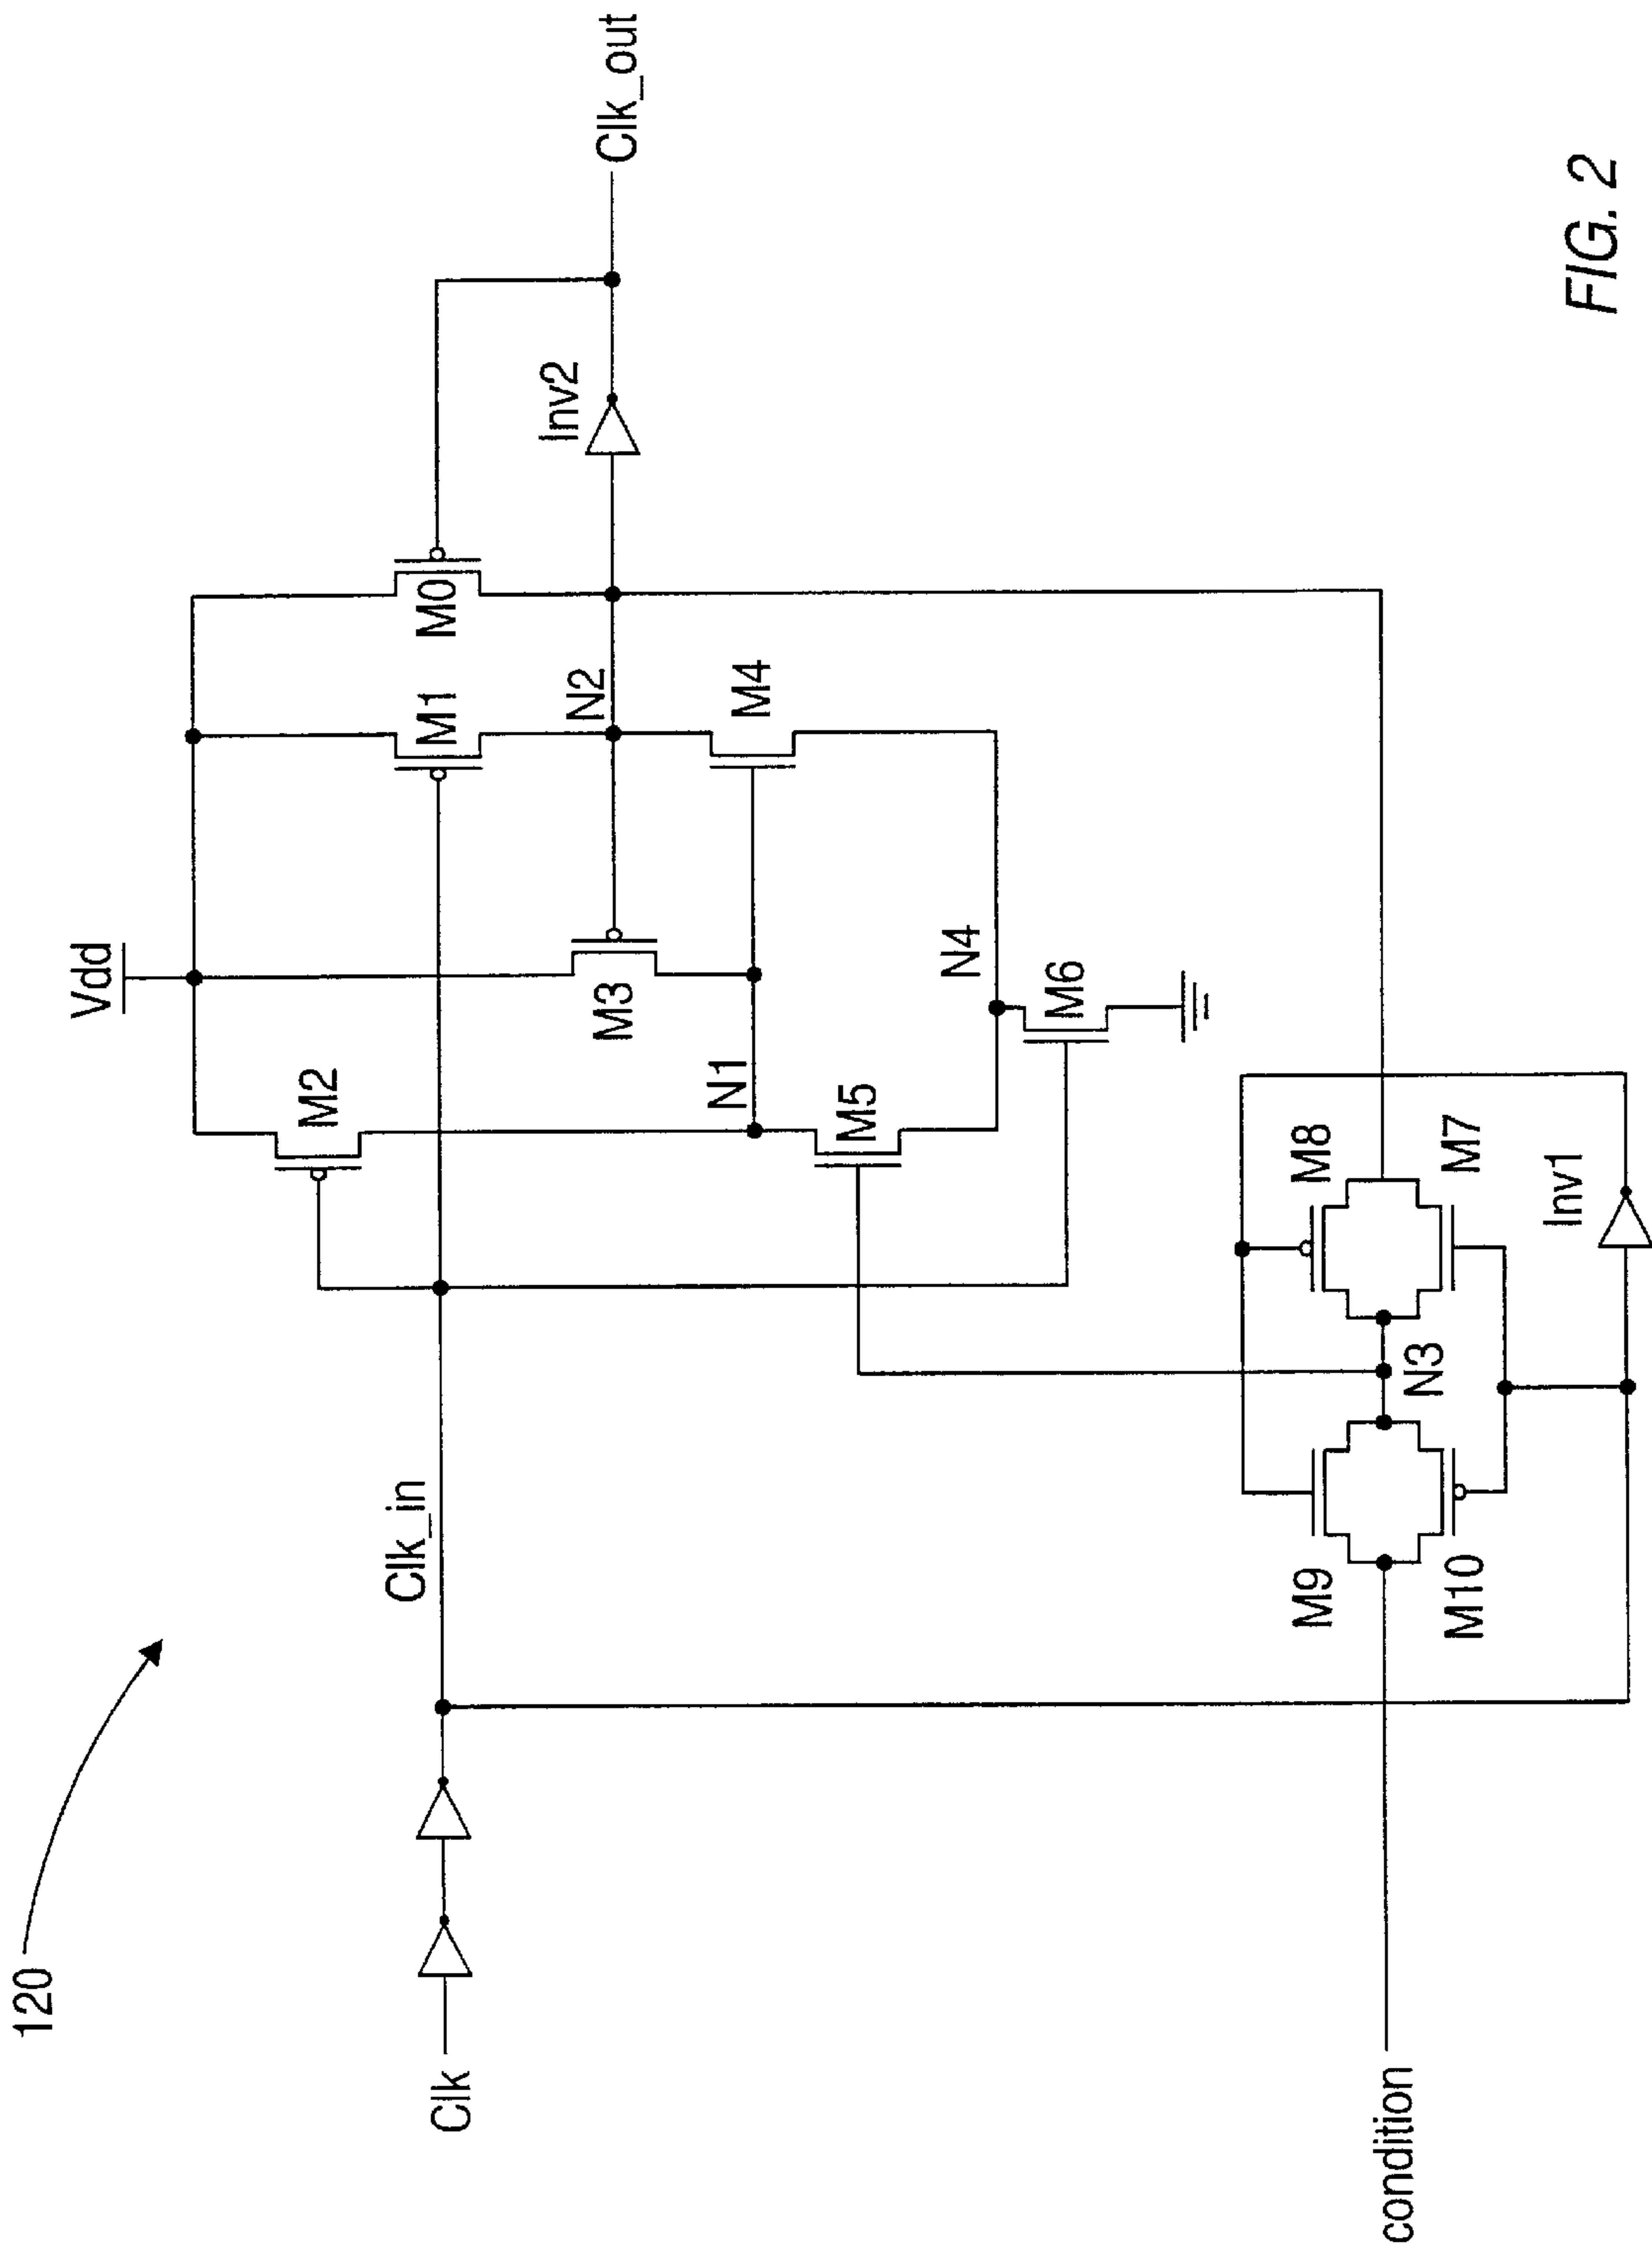 120
Vdd
M2
M1
M0
Clk_in
Clk
M3
N2
Inv2
Clk_out
N1
M4
M5
N4
M6
M9
M8
N3
M10
M7
condition
Inv1
FIG. 2